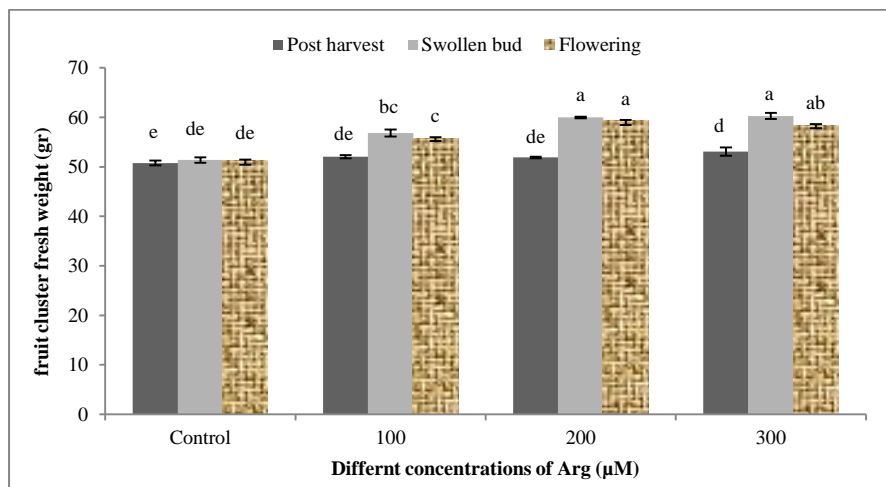 Post harvest Swollen bud Flowering
fruit cluster fresh weight (gr)
70
60
50
40
30
20
10
0
e de de
de bc c
de a a
d a ab
Control 100 200 300
Differnt concentrations of Arg (µM)